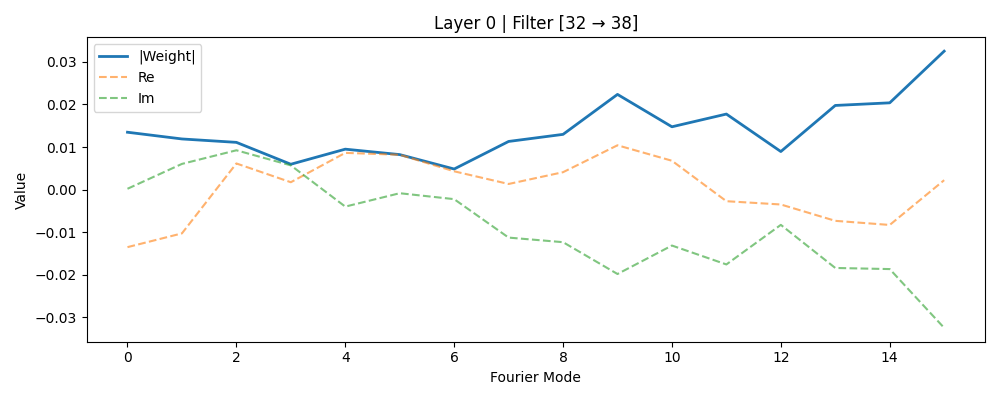 Layer 0 | Filter [32 → 38]
|Weight|
Re
Im
0.03
0.02
0.01
0.00
−0.01
−0.02
−0.03
Value
0 2 4 6 8 10 12 14
Fourier Mode